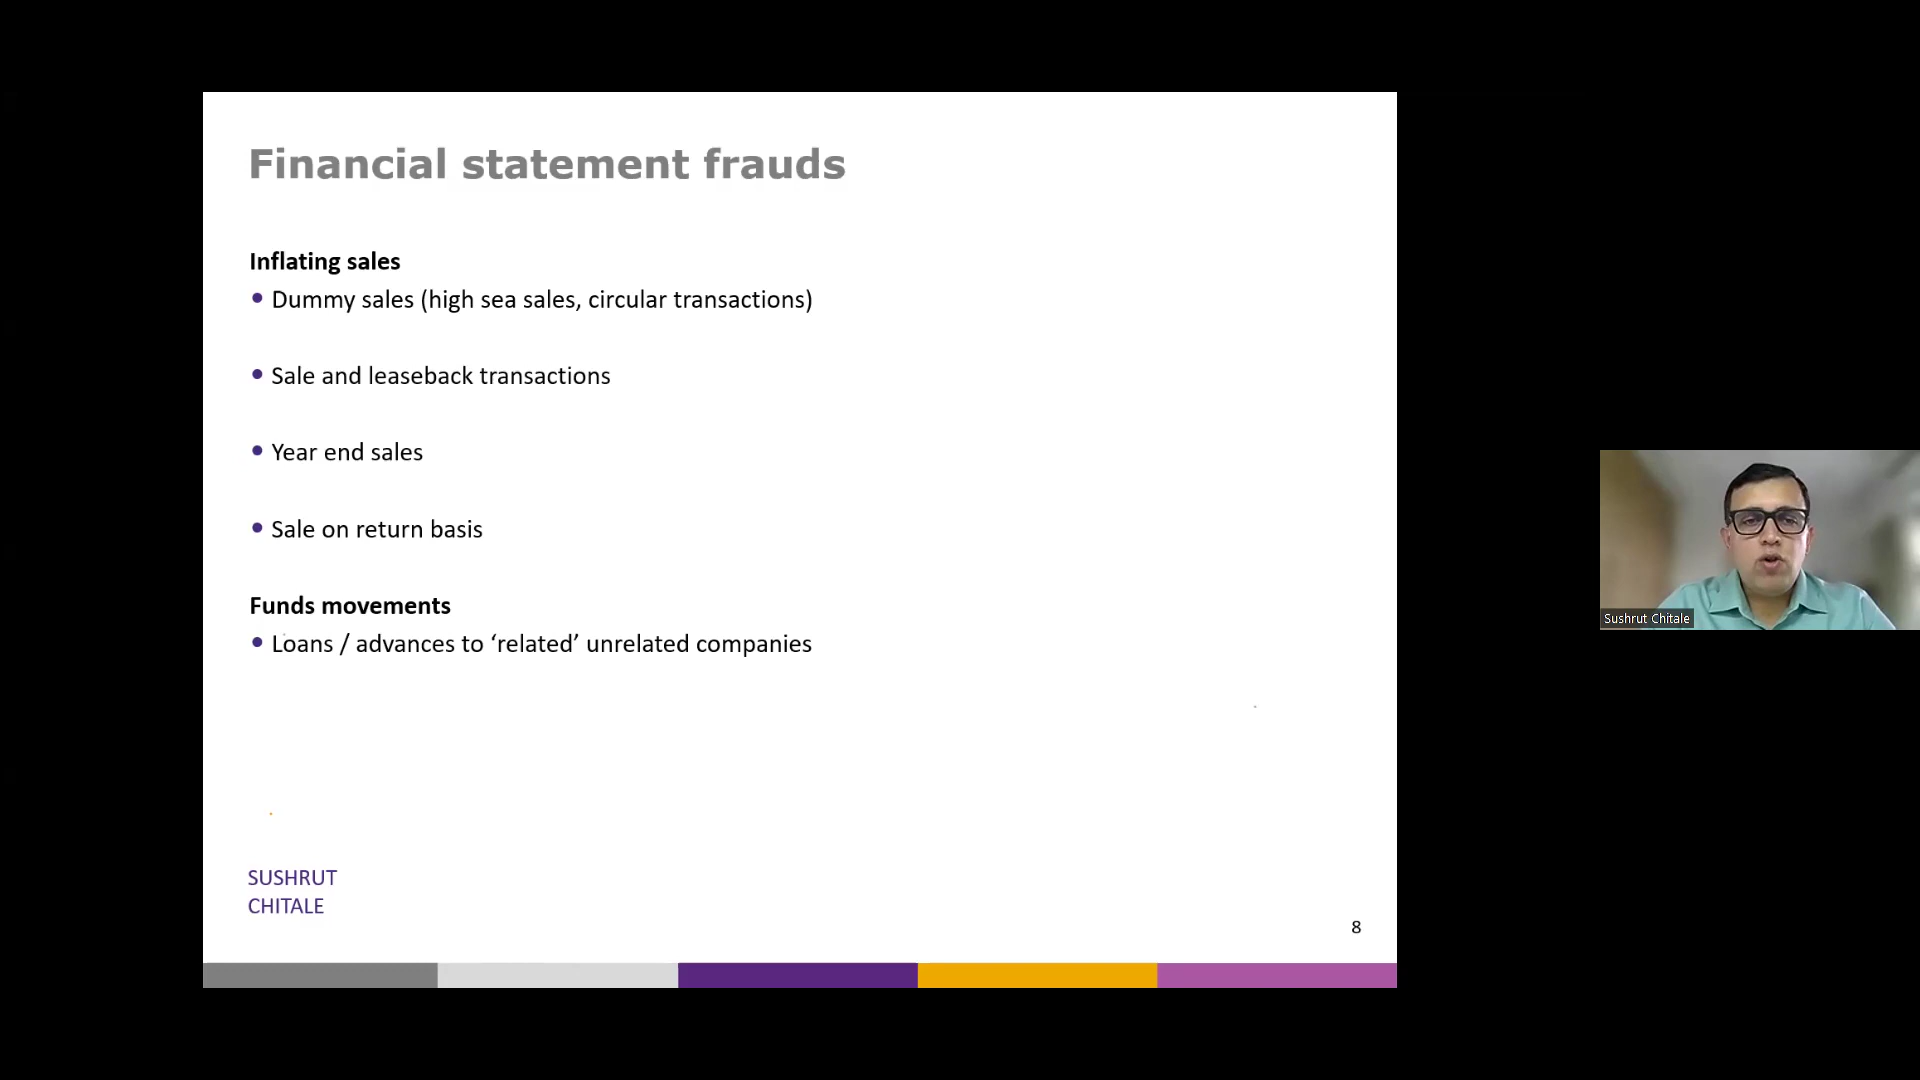 Financial statement frauds
Inflating sales
• Dummy sales (high sea sales, circular transactions)
• Sale and leaseback transactions
• Year end sales
• Sale on return basis
Funds movements
• Loans / advances to ‘related’ unrelated companies
SUSHRUT
CHITALE
8
Sushrut Chitale